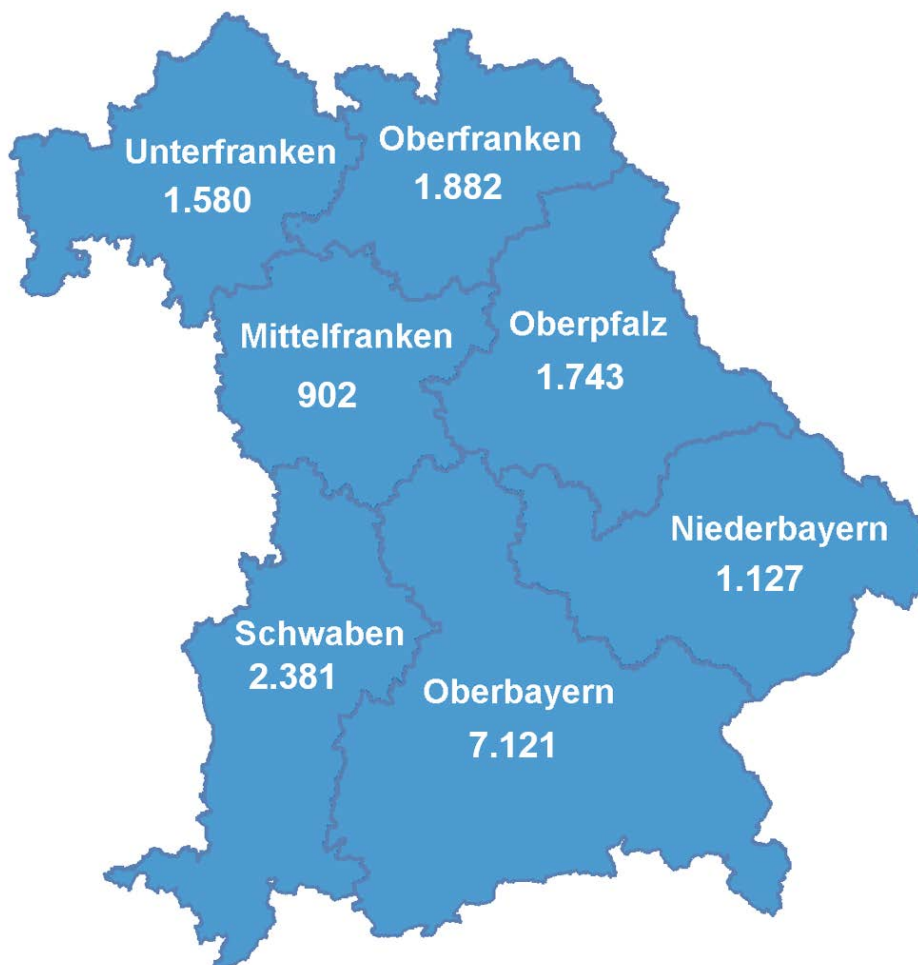 Unterfranken
1.580
Oberfranken
1.882
Mittelfranken
902
Oberpfalz
1.743
Niederbayern
1.127
Schwaben
2.381
Oberbayern
7.121